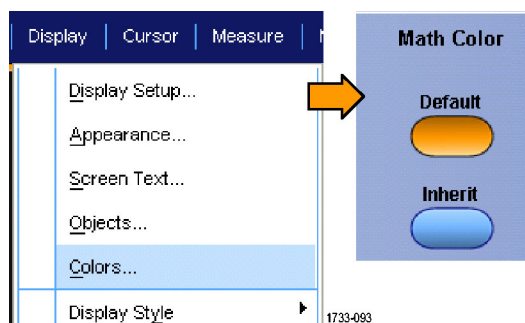 Display | Cursor | Measure |
Display Setup...
Appearance...
Screen Text...
Objects...
Colors...
Display Style
Math Color
Default
Inherit
1733-093